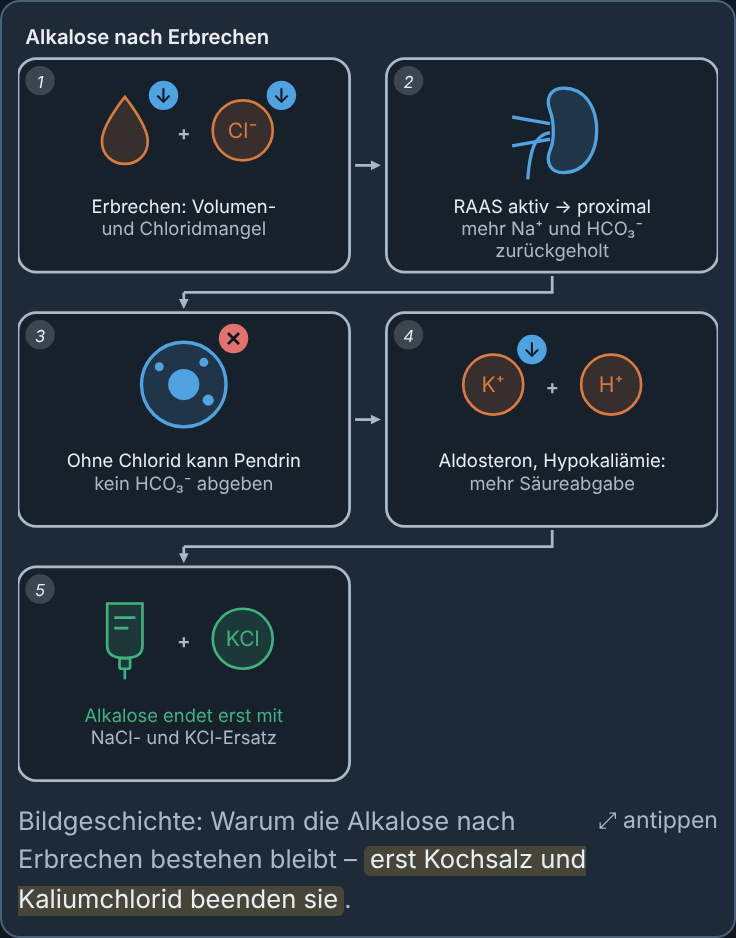 Alkalose nach Erbrechen
1
Cl⁻
+
Erbrechen: Volumen-
und Chloridmangel
2
RAAS aktiv → proximal
mehr Na⁺ und HCO₃⁻
zurückgeholt
3
Ohne Chlorid kann Pendrin
kein HCO₃⁻ abgeben
4
K⁺ + H⁺
Aldosteron, Hypokaliämie:
mehr Säureabgabe
5
+ KCl
Alkalose endet erst mit
NaCl- und KCl-Ersatz
Bildgeschichte: Warum die Alkalose nach
⤢ antippen
Erbrechen bestehen bleibt – erst Kochsalz und
Kaliumchlorid beenden sie.